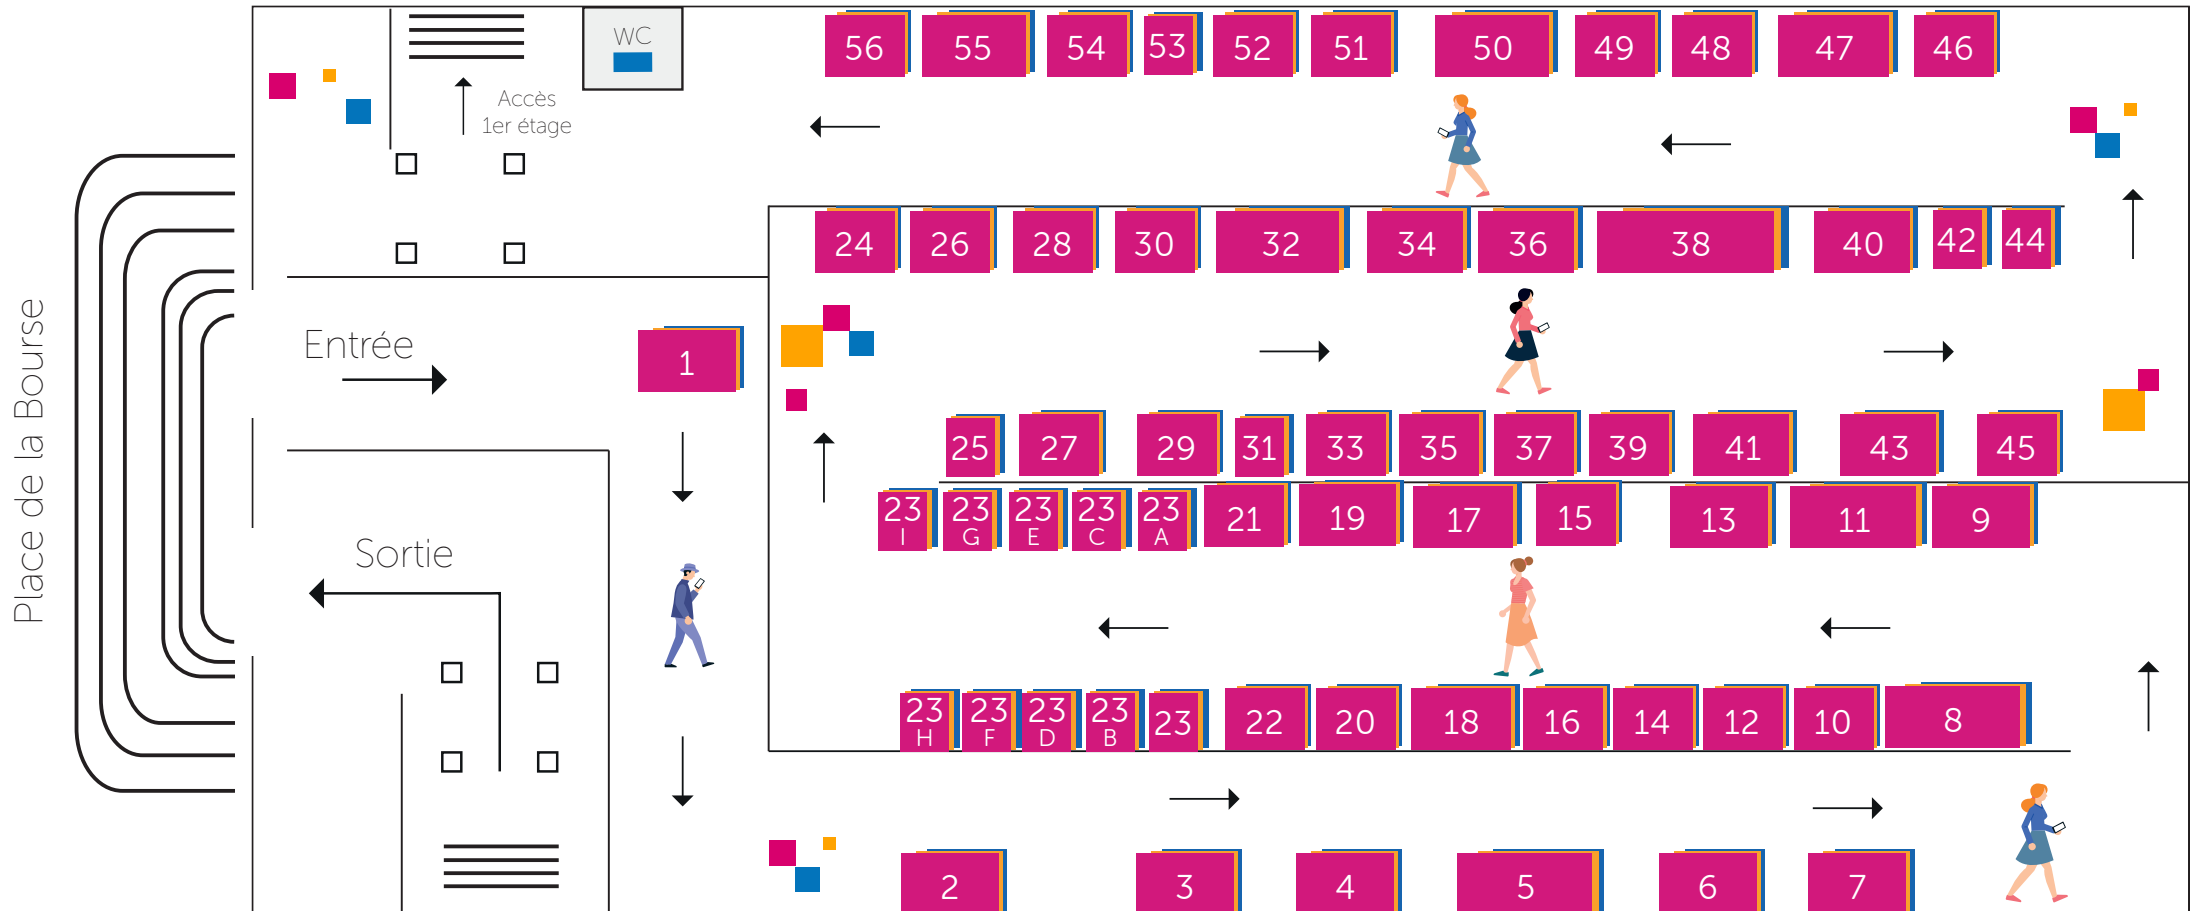 WC
Accès
1er étage
56 55 54 53 52 51 50 49 48 47 46
24 26 28 30 32 34 36 38 40 42 44
Place de la Bourse
Entrée
1
25 27 29 31 33 35 37 39 41 43 45
23 I 23 G 23 E 23 C 23 A 21 19 17 15 13 11 9
Sortie
23 H 23 F 23 D 23 B 23 22 20 18 16 14 12 10 8
2 3 4 5 6 7